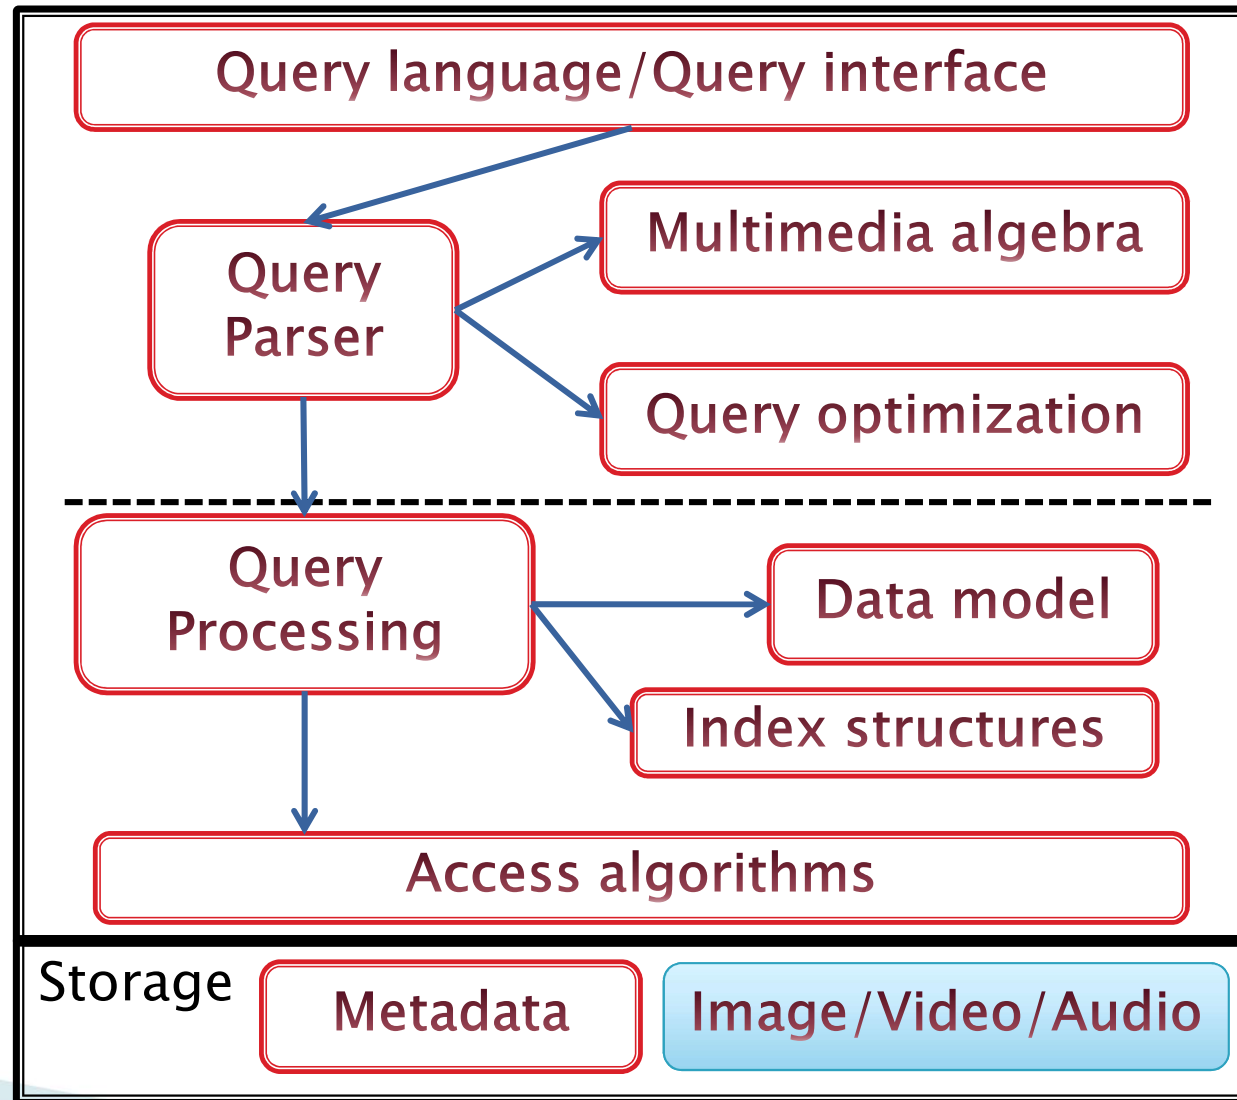 Query language/Query interface
Multimedia algebra
Query
Parser
Query optimization
Query
Processing
Data model
Index structures
Access algorithms
Storage
Metadata
Image/Video/Audio